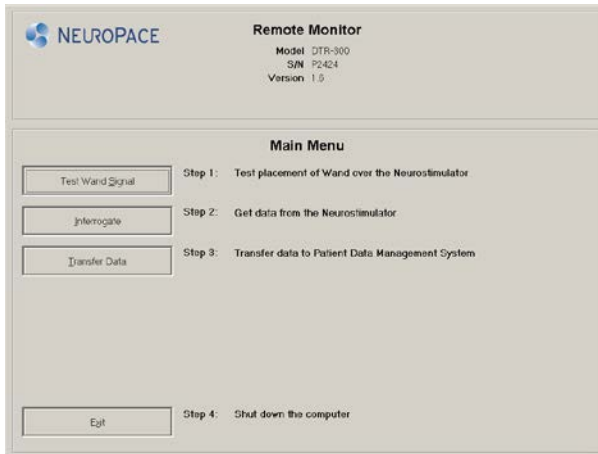 NEUROPACE
Remote Monitor
Model DTR-300
S/N P2424
Version 1.6
Main Menu
Test Wand Signal Step 1: Test placement of Wand over the Neurostimulator
Interrogate Step 2: Get data from the Neurostimulator
Transfer Data Step 3: Transfer data to Patient Data Management System
Exit Step 4: Shut down the computer